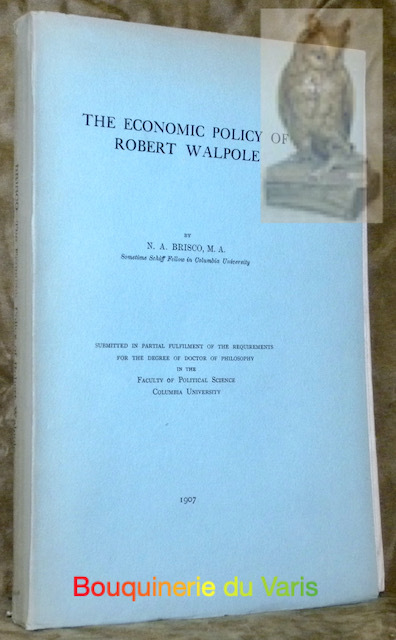 THE ECONOMIC POLICY OF
ROBERT WALPOLE
BY
N. A. BRISCO, M. A.
Sometime Schiff Fellow in Columbia University
SUBMITTED IN PARTIAL FULFILMENT OF THE REQUIREMENTS
FOR THE DEGREE OF DOCTOR OF PHILOSOPHY
IN THE
FACULTY OF POLITICAL SCIENCE
COLUMBIA UNIVERSITY
1907
Bouquinerie du Varis